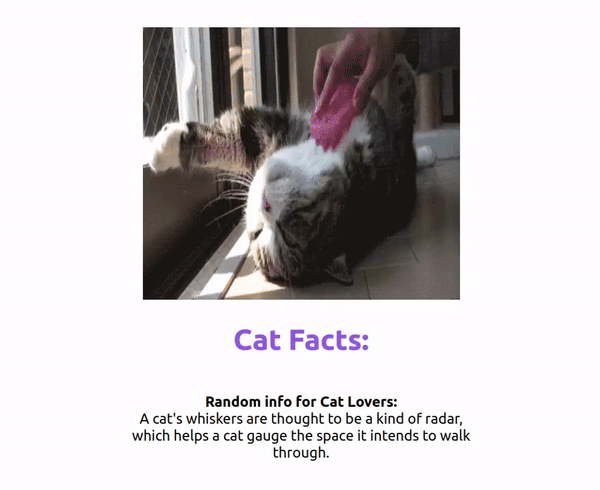 Cat Facts:
Random info for Cat Lovers:
A cat's whiskers are thought to be a kind of radar,
which helps a cat gauge the space it intends to walk
through.